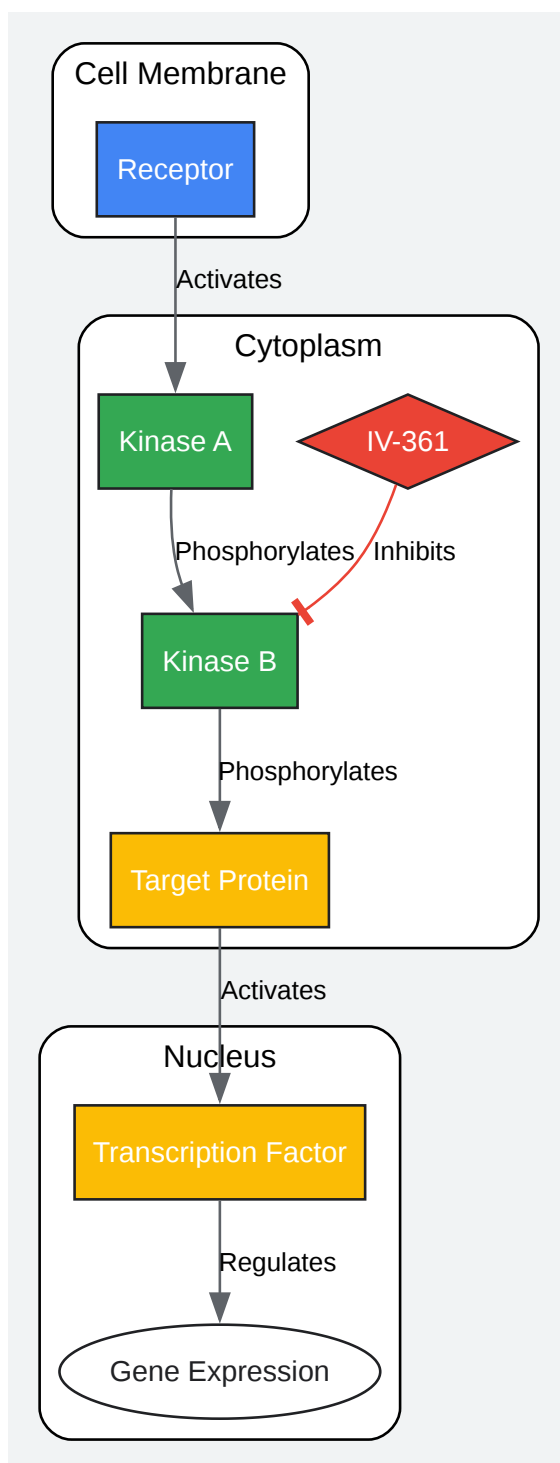 Cell Membrane
Receptor
Activates
Cytoplasm
Kinase A
IV-361
Phosphorylates
Inhibits
Kinase B
Phosphorylates
Target Protein
Activates
Nucleus
Transcription Factor
Regulates
Gene Expression